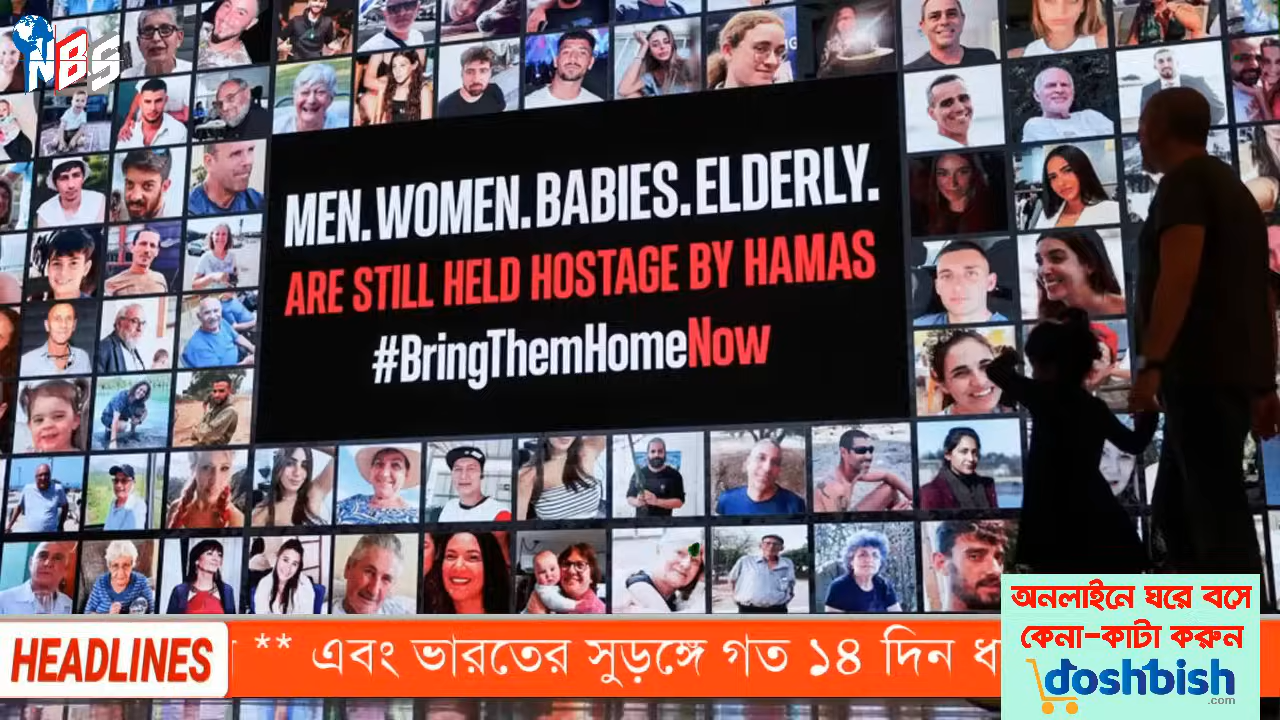 NBS
MEN. WOMEN. BABIES. ELDERLY.
ARE STILL HELD HOSTAGE BY HAMAS
#BringThemHomeNow
HEADLINES
** এবং ভারতের সুড়ঙ্গে গত ১৪ দিন
অনলাইনে ঘরে বসে
কেনা-কাটা করুন
doshbish
.com